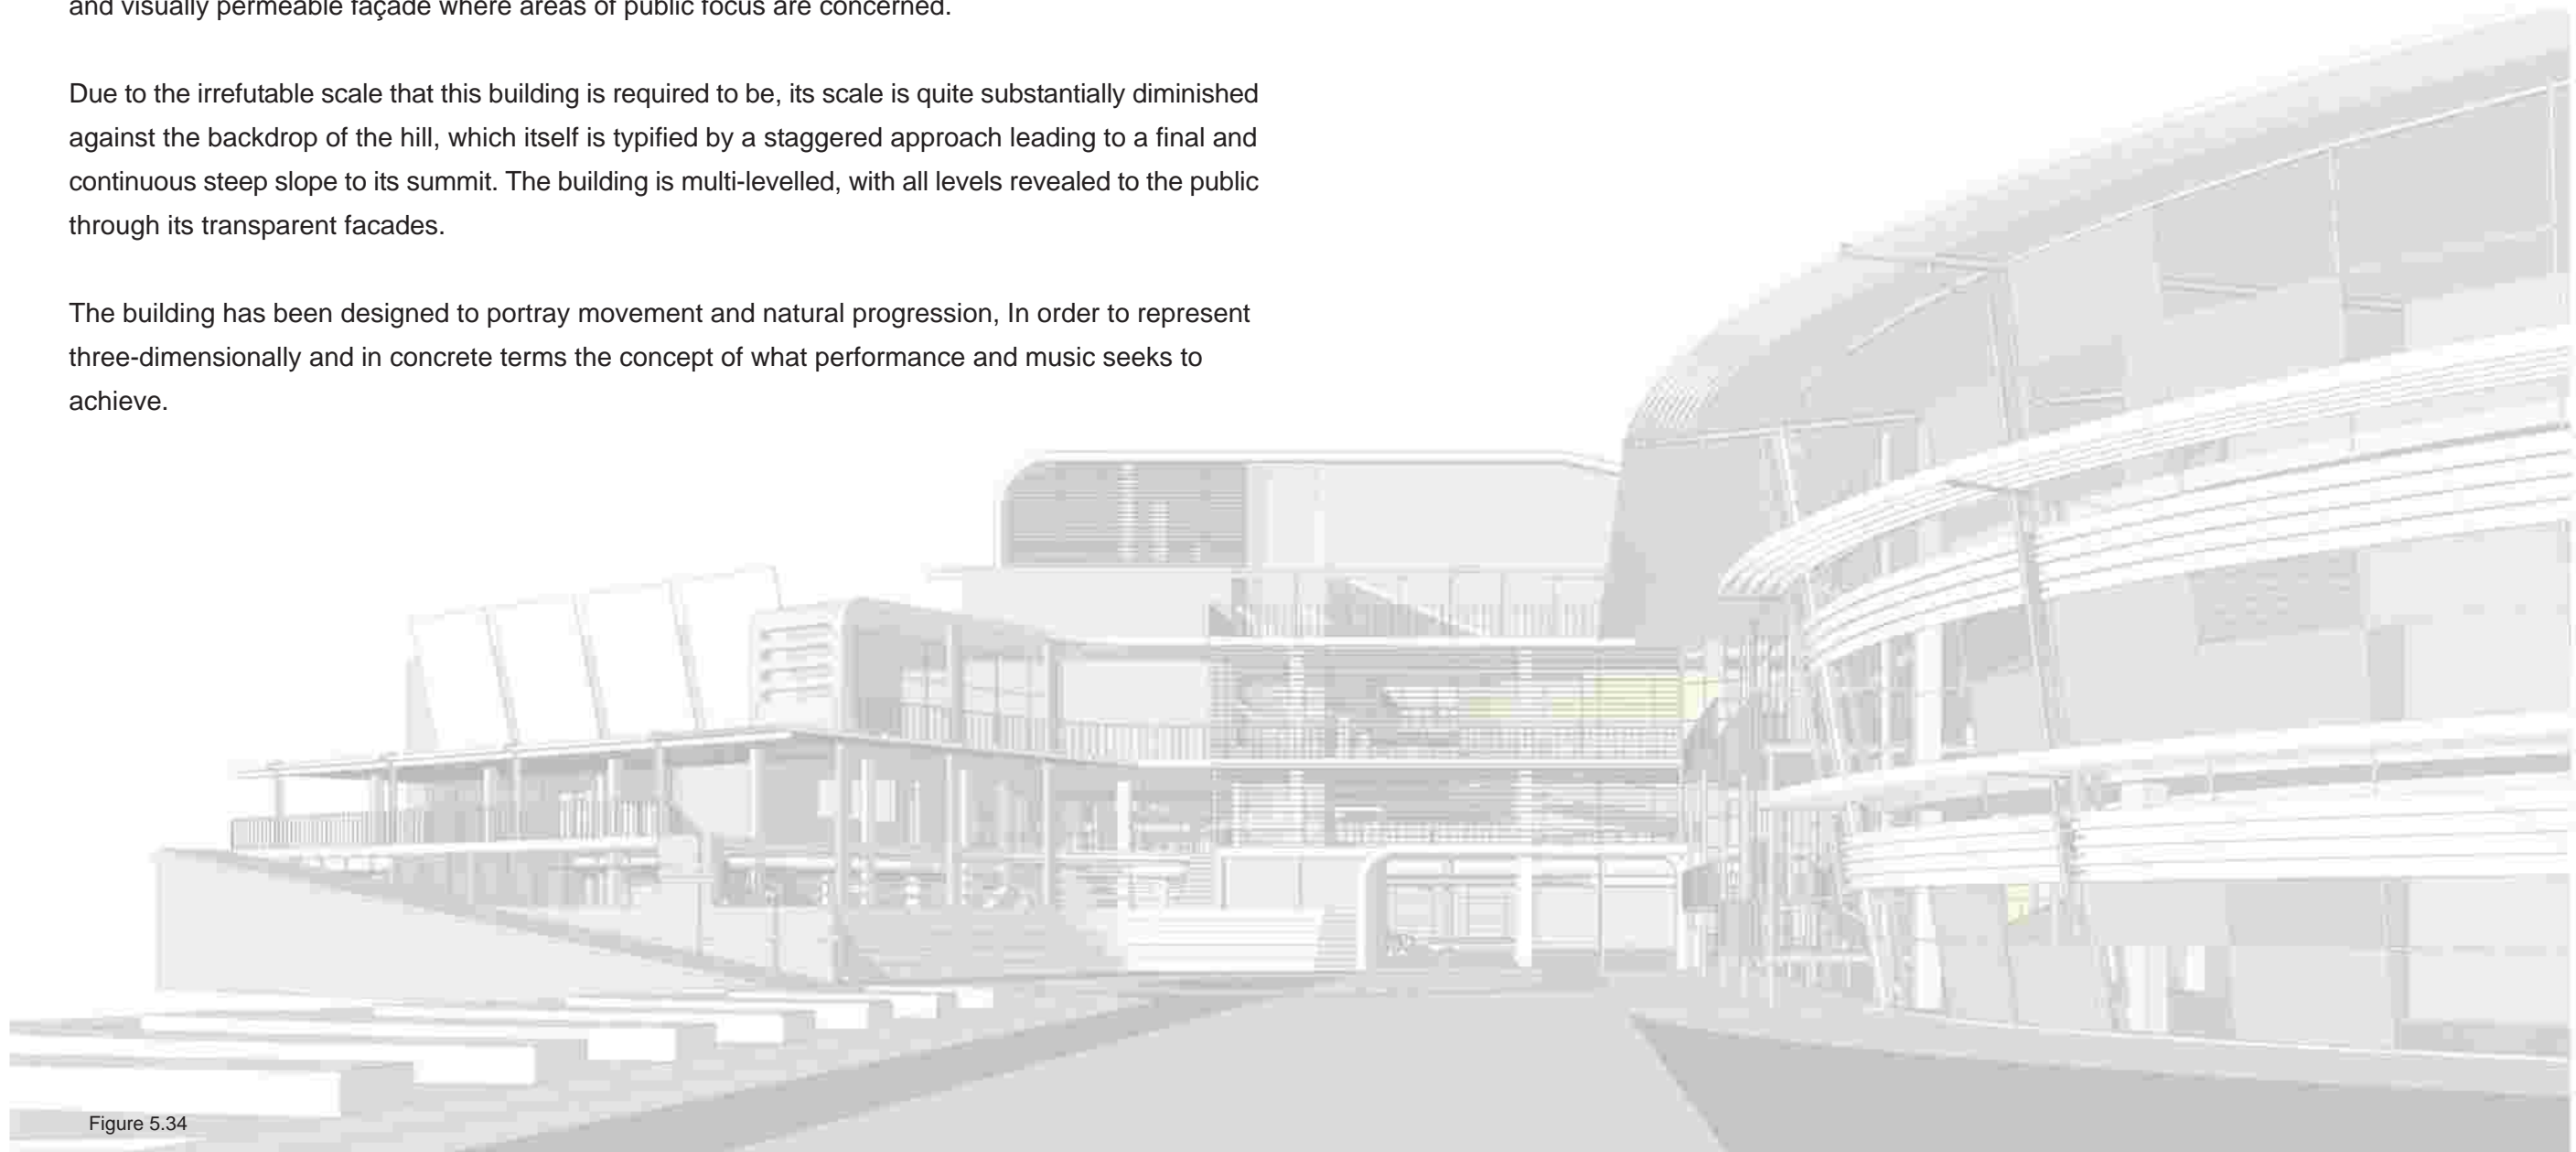 and visually permeable façade where areas of public focus are concerned.
Due to the irrefutable scale that this building is required to be, its scale is quite substantially diminished
against the backdrop of the hill, which itself is typified by a staggered approach leading to a final and
continuous steep slope to its summit. The building is multi-levelled, with all levels revealed to the public
through its transparent facades.
The building has been designed to portray movement and natural progression, In order to represent
three-dimensionally and in concrete terms the concept of what performance and music seeks to
achieve.
Figure 5.34